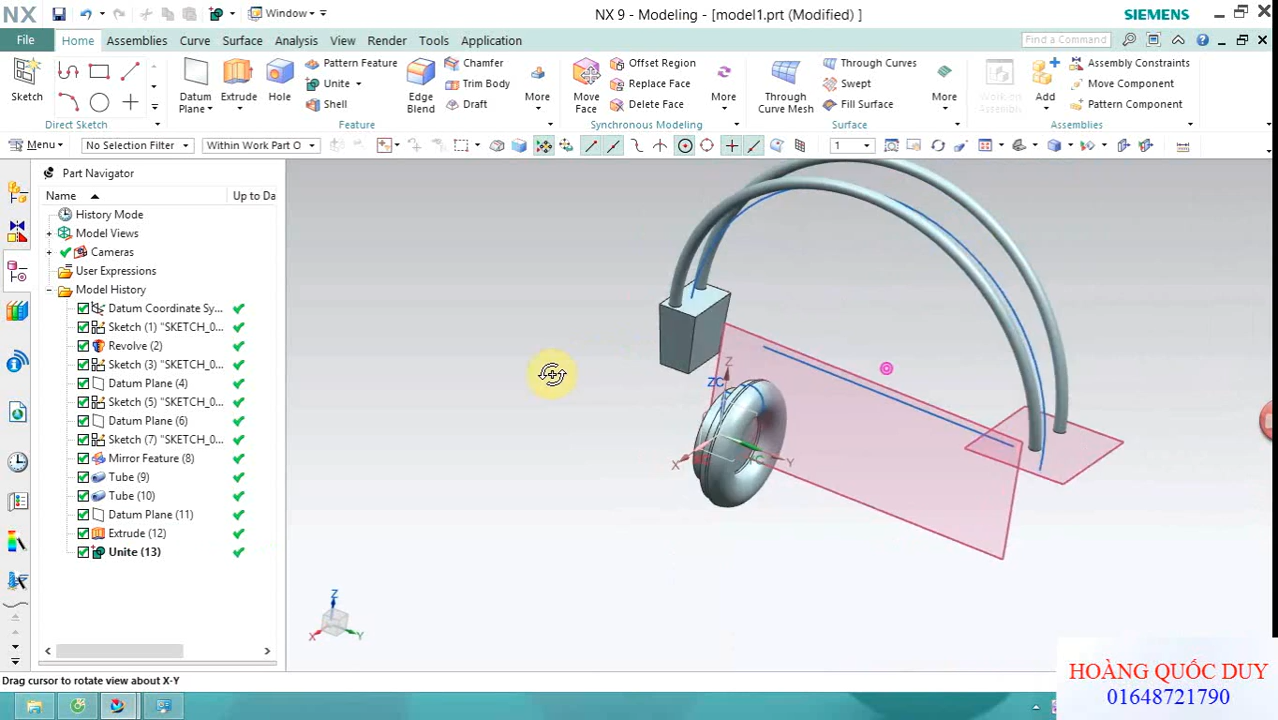 NX
Window
NX 9 - Modeling - [model1.prt (Modified) ]
SIEMENS
File
Home
Assemblies
Curve
Surface
Analysis
View
Render
Tools
Application
Find a Command
Sketch
Direct Sketch
Datum Plane
Extrude
Hole
Pattern Feature
Unite
Shell
Edge Blend
Chamfer
Trim Body
Draft
More
Feature
Move Face
Offset Region
Replace Face
Delete Face
More
Synchronous Modeling
Through Curve Mesh
Through Curves
Swept
Fill Surface
More
Surface
Add
Assembly Constraints
Move Component
Pattern Component
Assemblies
Menu
No Selection Filter
Within Work Part O
1
Part Navigator
Name
Up to Da
History Mode
Model Views
Cameras
User Expressions
Model History
Datum Coordinate Sy...
Sketch (1) "SKETCH_0...
Revolve (2)
Sketch (3) "SKETCH_0...
Datum Plane (4)
Sketch (5) "SKETCH_0...
Datum Plane (6)
Sketch (7) "SKETCH_0...
Mirror Feature (8)
Tube (9)
Tube (10)
Datum Plane (11)
Extrude (12)
Unite (13)
Z
ZC
X
YC
Y
Z
X
Y
Drag cursor to rotate view about X-Y
HOÀNG QUỐC DUY
01648721790